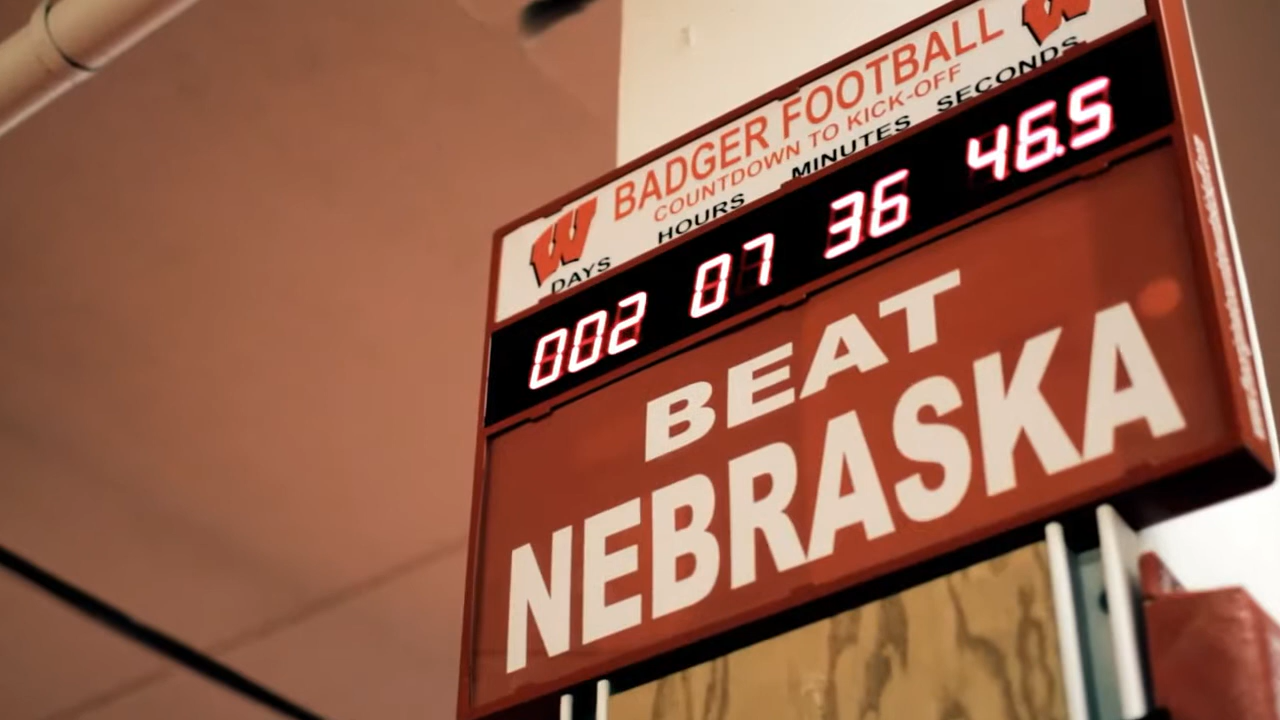 BADGER FOOTBALL
COUNTDOWN TO KICK-OFF
DAYS HOURS MINUTES SECONDS
002 07 36 46.5
BEAT
NEBRASKA